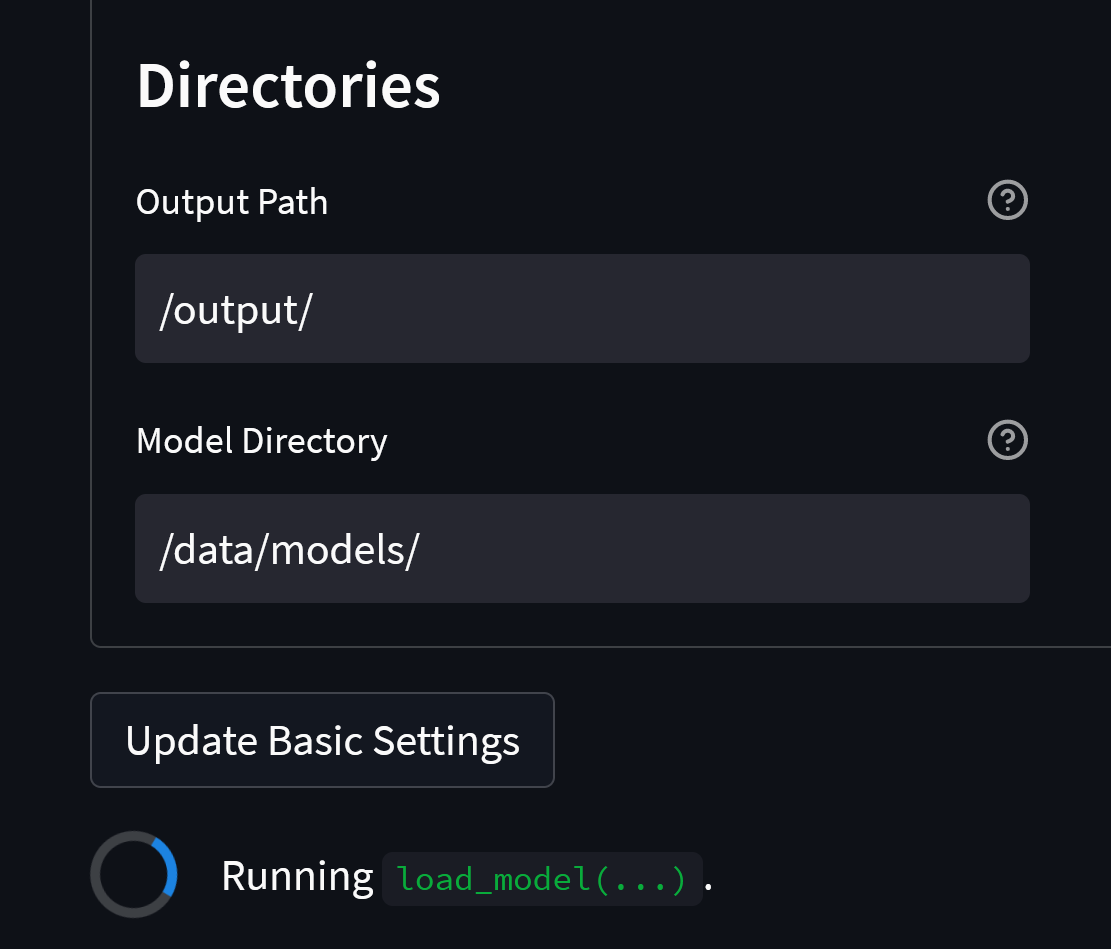 Directories
Output Path
/output/
Model Directory
/data/models/
Update Basic Settings
Running load_model(...).